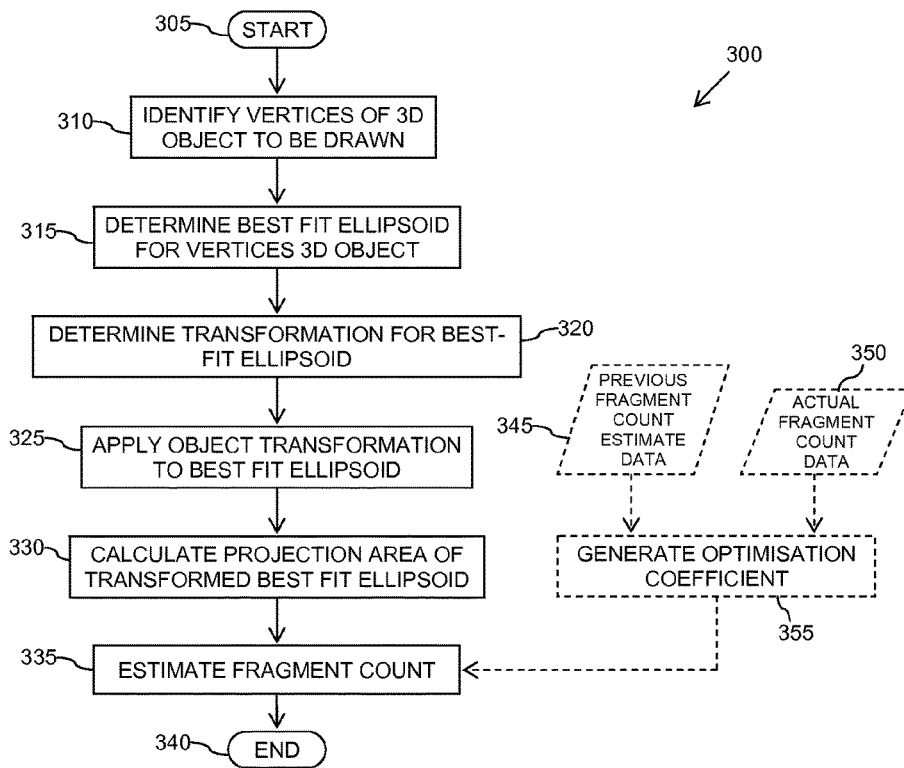 305
START
300
310
IDENTIFY VERTICES OF 3D
OBJECT TO BE DRAWN
315
DETERMINE BEST FIT ELLIPSOID
FOR VERTICES 3D OBJECT
DETERMINE TRANSFORMATION FOR BEST-
FIT ELLIPSOID
320
325
APPLY OBJECT TRANSFORMATION
TO BEST FIT ELLIPSOID
345
PREVIOUS
FRAGMENT
COUNT
ESTIMATE
DATA
350
ACTUAL
FRAGMENT
COUNT
DATA
330
CALCULATE PROJECTION AREA OF
TRANSFORMED BEST FIT ELLIPSOID
GENERATE OPTIMISATION
COEFFICIENT
355
335
ESTIMATE FRAGMENT COUNT
340
END